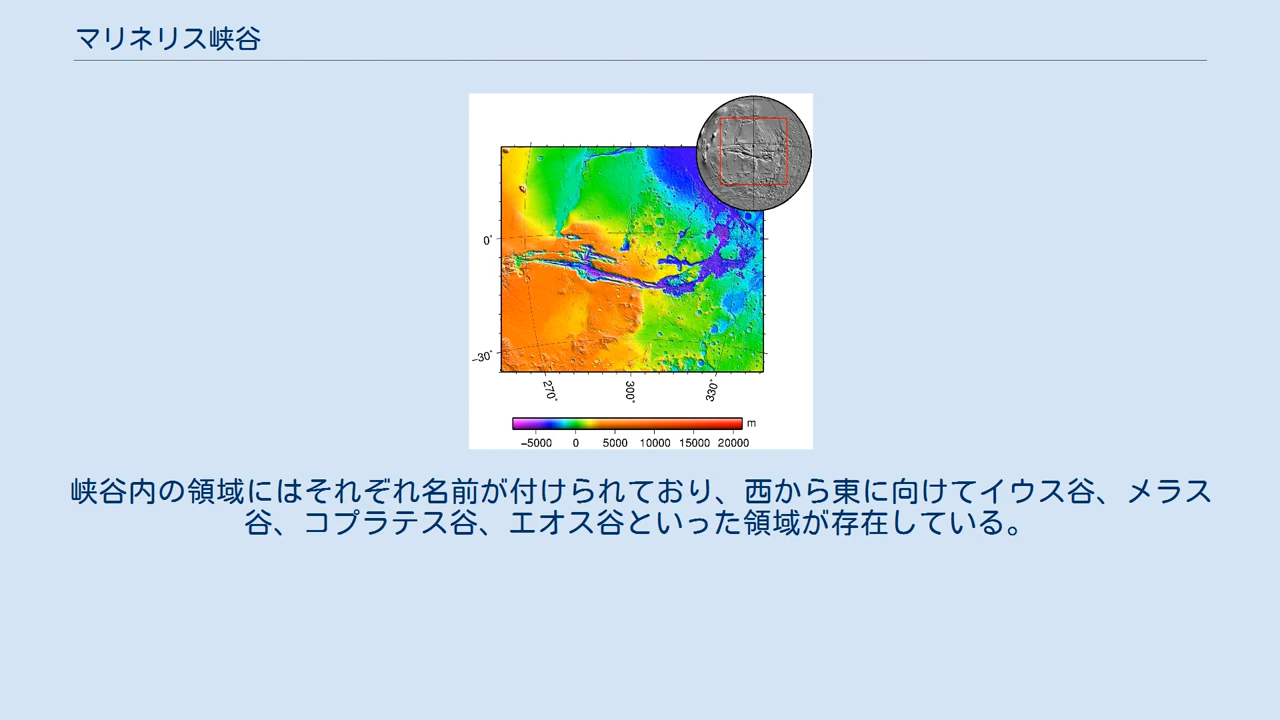 マリネリス峡谷
0°
−30°
270°
300°
330°
m
−5000 0 5000 10000 15000 20000
峡谷内の領域にはそれぞれ名前が付けられており、西から東に向けてイウス谷、メラス
谷、コプラテス谷、エオス谷といった領域が存在している。